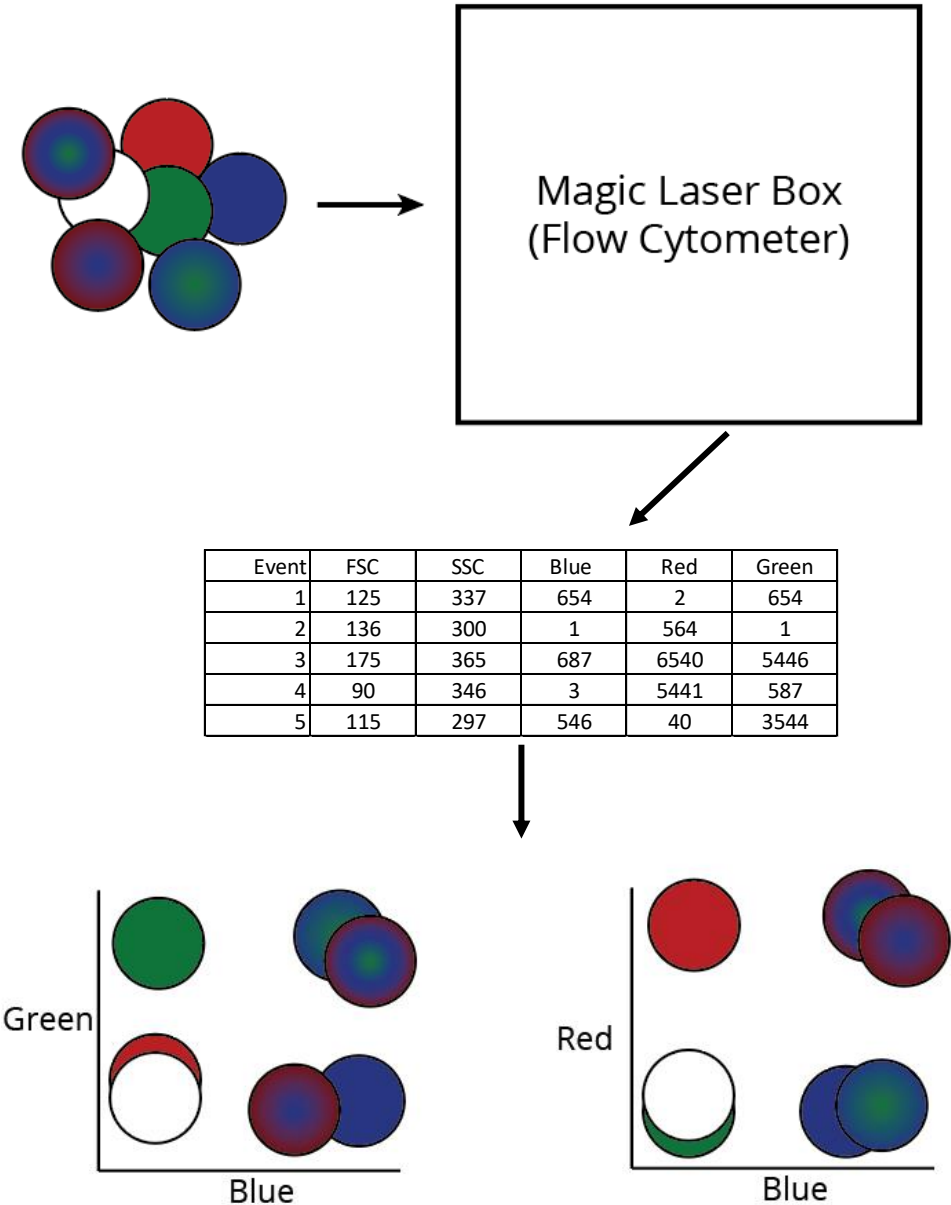 Magic Laser Box
(Flow Cytometer)
Event FSC SSC Blue Red Green
1 125 337 654 2 654
2 136 300 1 564 1
3 175 365 687 6540 5446
4 90 346 3 5441 587
5 115 297 546 40 3544
Green
Blue
Red
Blue